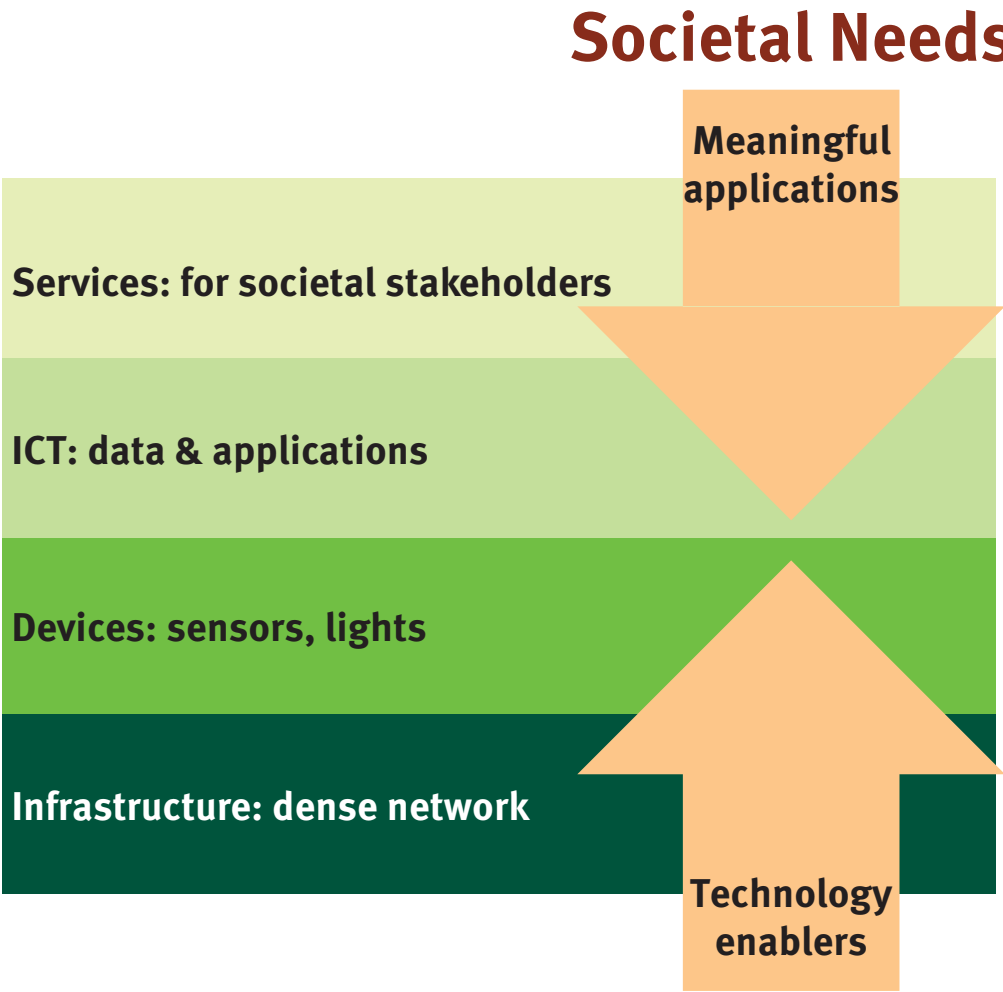 Societal Needs
Meaningful
applications
Services: for societal stakeholders
ICT: data & applications
Devices: sensors, lights
Infrastructure: dense network
Technology
enablers